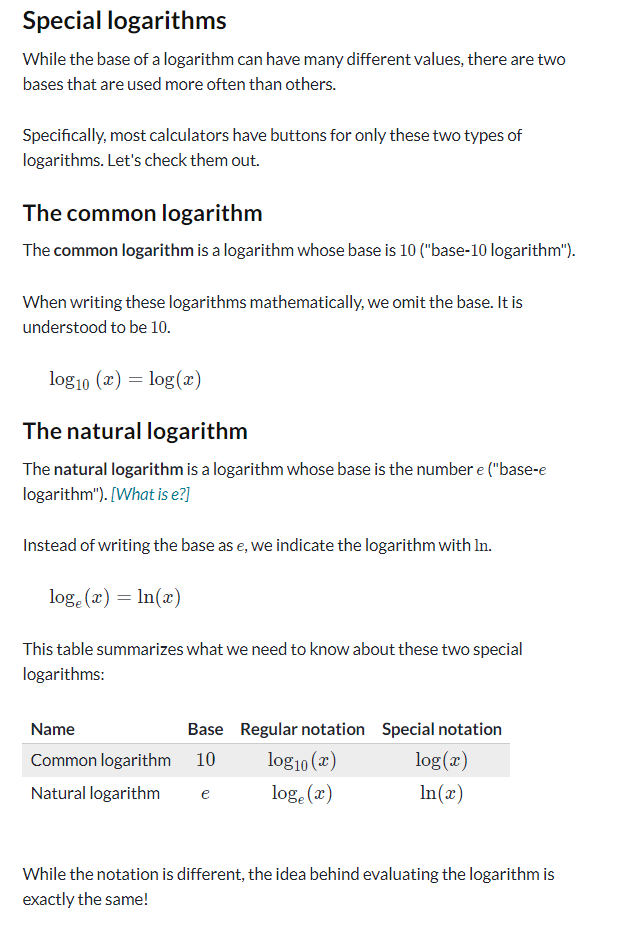 Special logarithms
While the base of a logarithm can have many different values, there are two
bases that are used more often than others.
Specifically, most calculators have buttons for only these two types of
logarithms. Let's check them out.
The common logarithm
The common logarithm is a logarithm whose base is 10 ("base-10 logarithm").
When writing these logarithms mathematically, we omit the base. It is
understood to be 10.
log₁₀ (x) = log(x)
The natural logarithm
The natural logarithm is a logarithm whose base is the number e ("base-e
logarithm"). [What is e?]
Instead of writing the base as e, we indicate the logarithm with ln.
logₑ(x) = ln(x)
This table summarizes what we need to know about these two special
logarithms:
Name Base Regular notation Special notation
Common logarithm 10 log₁₀(x) log(x)
Natural logarithm e logₑ(x) ln(x)
While the notation is different, the idea behind evaluating the logarithm is
exactly the same!